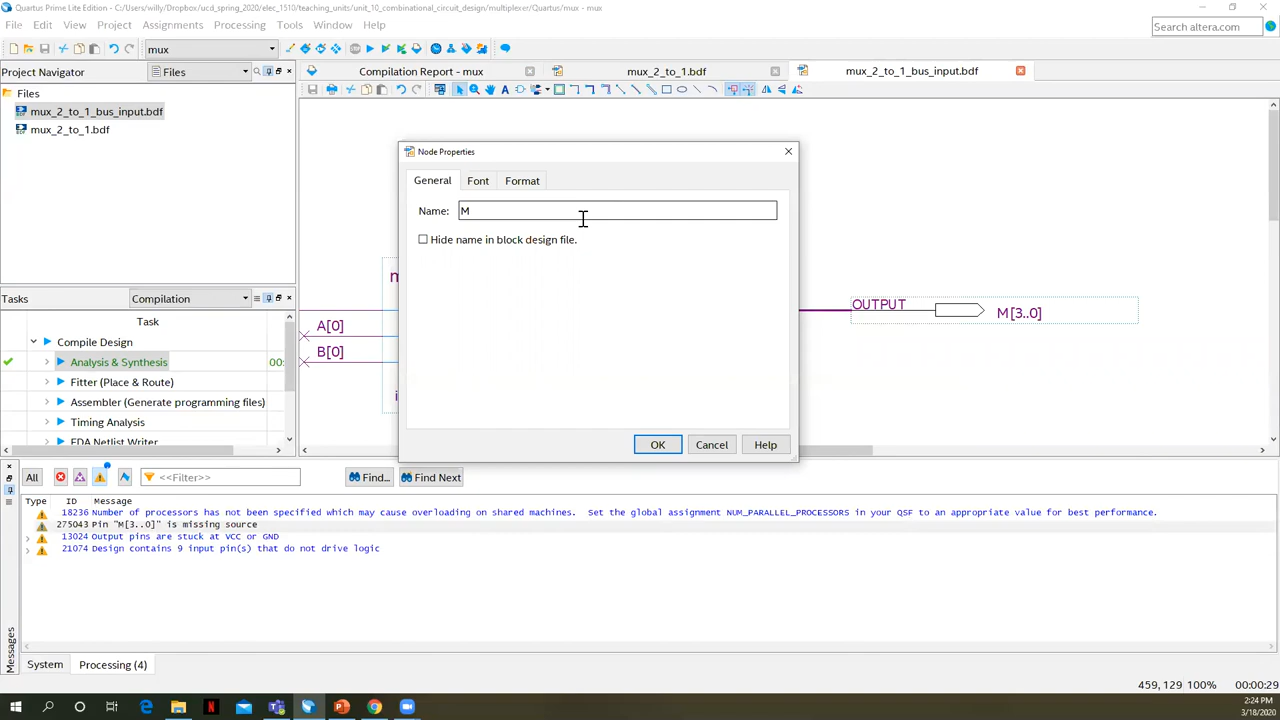 Quartus Prime Lite Edition - C:/Users/willy/Dropbox/ucd_spring_2020/elec_1510/teaching_units/unit_10_combinational_circuit_design/multiplexer/Quartus/mux - mux
File Edit View Project Assignments Processing Tools Window Help
Search altera.com
mux
Project Navigator Files
Compilation Report - mux mux_2_to_1.bdf mux_2_to_1_bus_input.bdf
Files
mux_2_to_1_bus_input.bdf
mux_2_to_1.bdf
Node Properties
General Font Format
Name: M
Hide name in block design file.
m
A[0]
B[0]
i
OUTPUT M[3..0]
OK Cancel Help
Tasks Compilation
Task
Compile Design
Analysis & Synthesis 00:
Fitter (Place & Route)
Assembler (Generate programming files)
Timing Analysis
EDA Netlist Writer
All <<Filter>> Find... Find Next
Type ID Message
18236 Number of processors has not been specified which may cause overloading on shared machines. Set the global assignment NUM_PARALLEL_PROCESSORS in your QSF to an appropriate value for best performance.
275043 Pin "M[3..0]" is missing source
13024 Output pins are stuck at VCC or GND
21074 Design contains 9 input pin(s) that do not drive logic
Messages
System Processing (4)
459, 129 100% 00:00:29
2:24 PM
3/18/2020